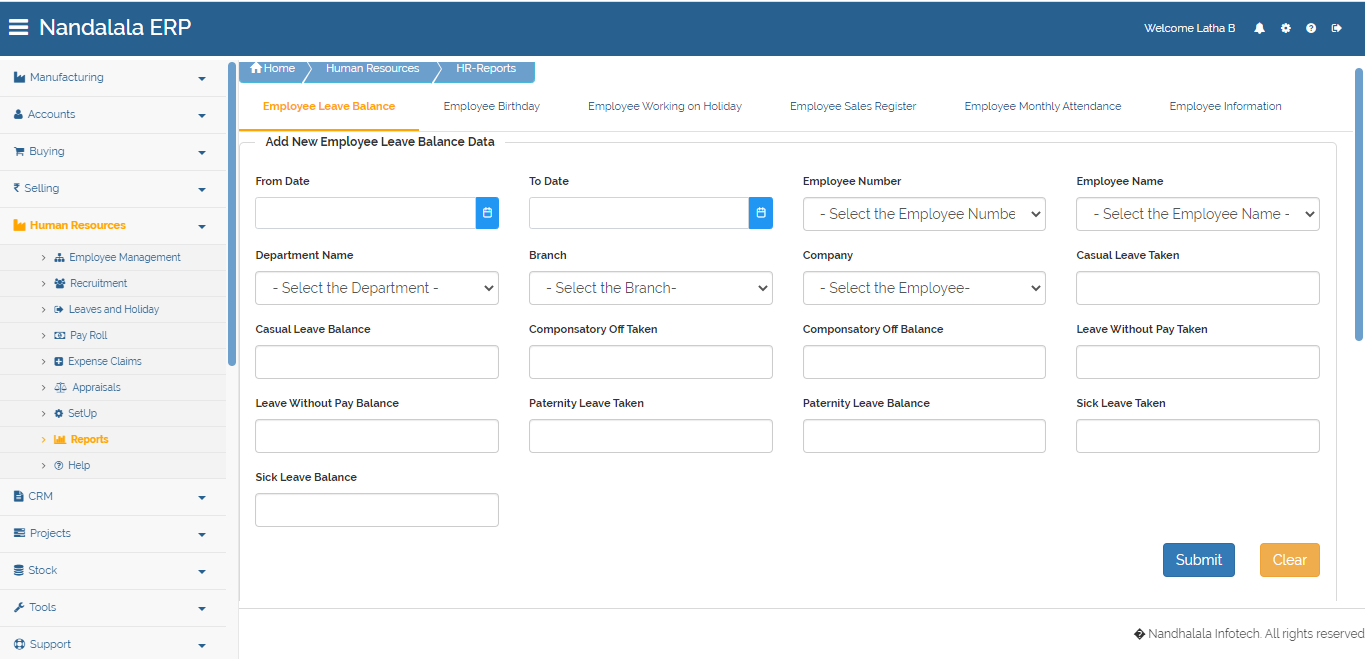 Nandalala ERP
Welcome Latha B
Manufacturing
Accounts
Buying
Selling
Human Resources
Employee Management
Recruitment
Leaves and Holiday
Pay Roll
Expense Claims
Appraisals
SetUp
Reports
Help
CRM
Projects
Stock
Tools
Support
Home Human Resources HR-Reports
Employee Leave Balance Employee Birthday Employee Working on Holiday Employee Sales Register Employee Monthly Attendance Employee Information
Add New Employee Leave Balance Data
From Date To Date Employee Number Employee Name
- Select the Employee Numbe - Select the Employee Name -
Department Name Branch Company Casual Leave Taken
- Select the Department - - Select the Branch- - Select the Employee-
Casual Leave Balance Componsatory Off Taken Componsatory Off Balance Leave Without Pay Taken
Leave Without Pay Balance Paternity Leave Taken Paternity Leave Balance Sick Leave Taken
Sick Leave Balance
Submit Clear
� Nandhalala Infotech. All rights reserved